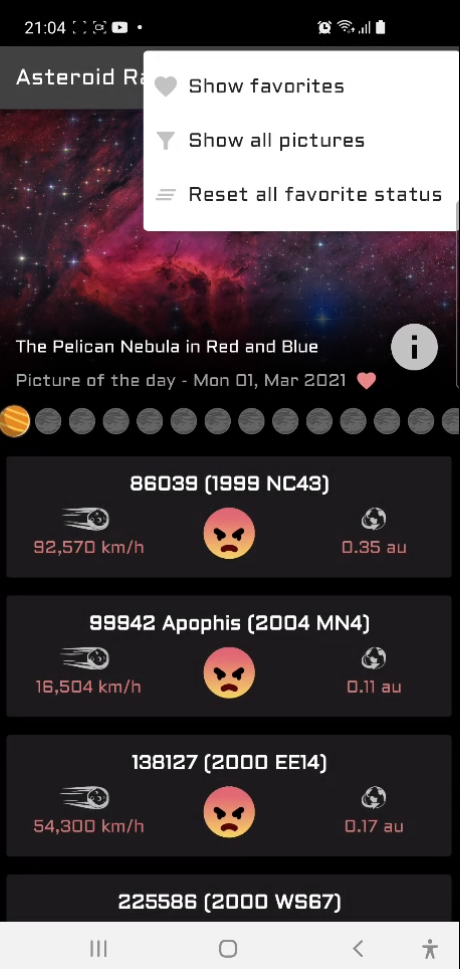 21:04
Asteroid Ra
Show favorites
Show all pictures
Reset all favorite status
The Pelican Nebula in Red and Blue
i
Picture of the day - Mon 01, Mar 2021
86039 (1999 NC43)
92,570 km/h
0.35 au
99942 Apophis (2004 MN4)
16,504 km/h
0.11 au
138127 (2000 EE14)
54,300 km/h
0.17 au
225586 (2000 WS67)